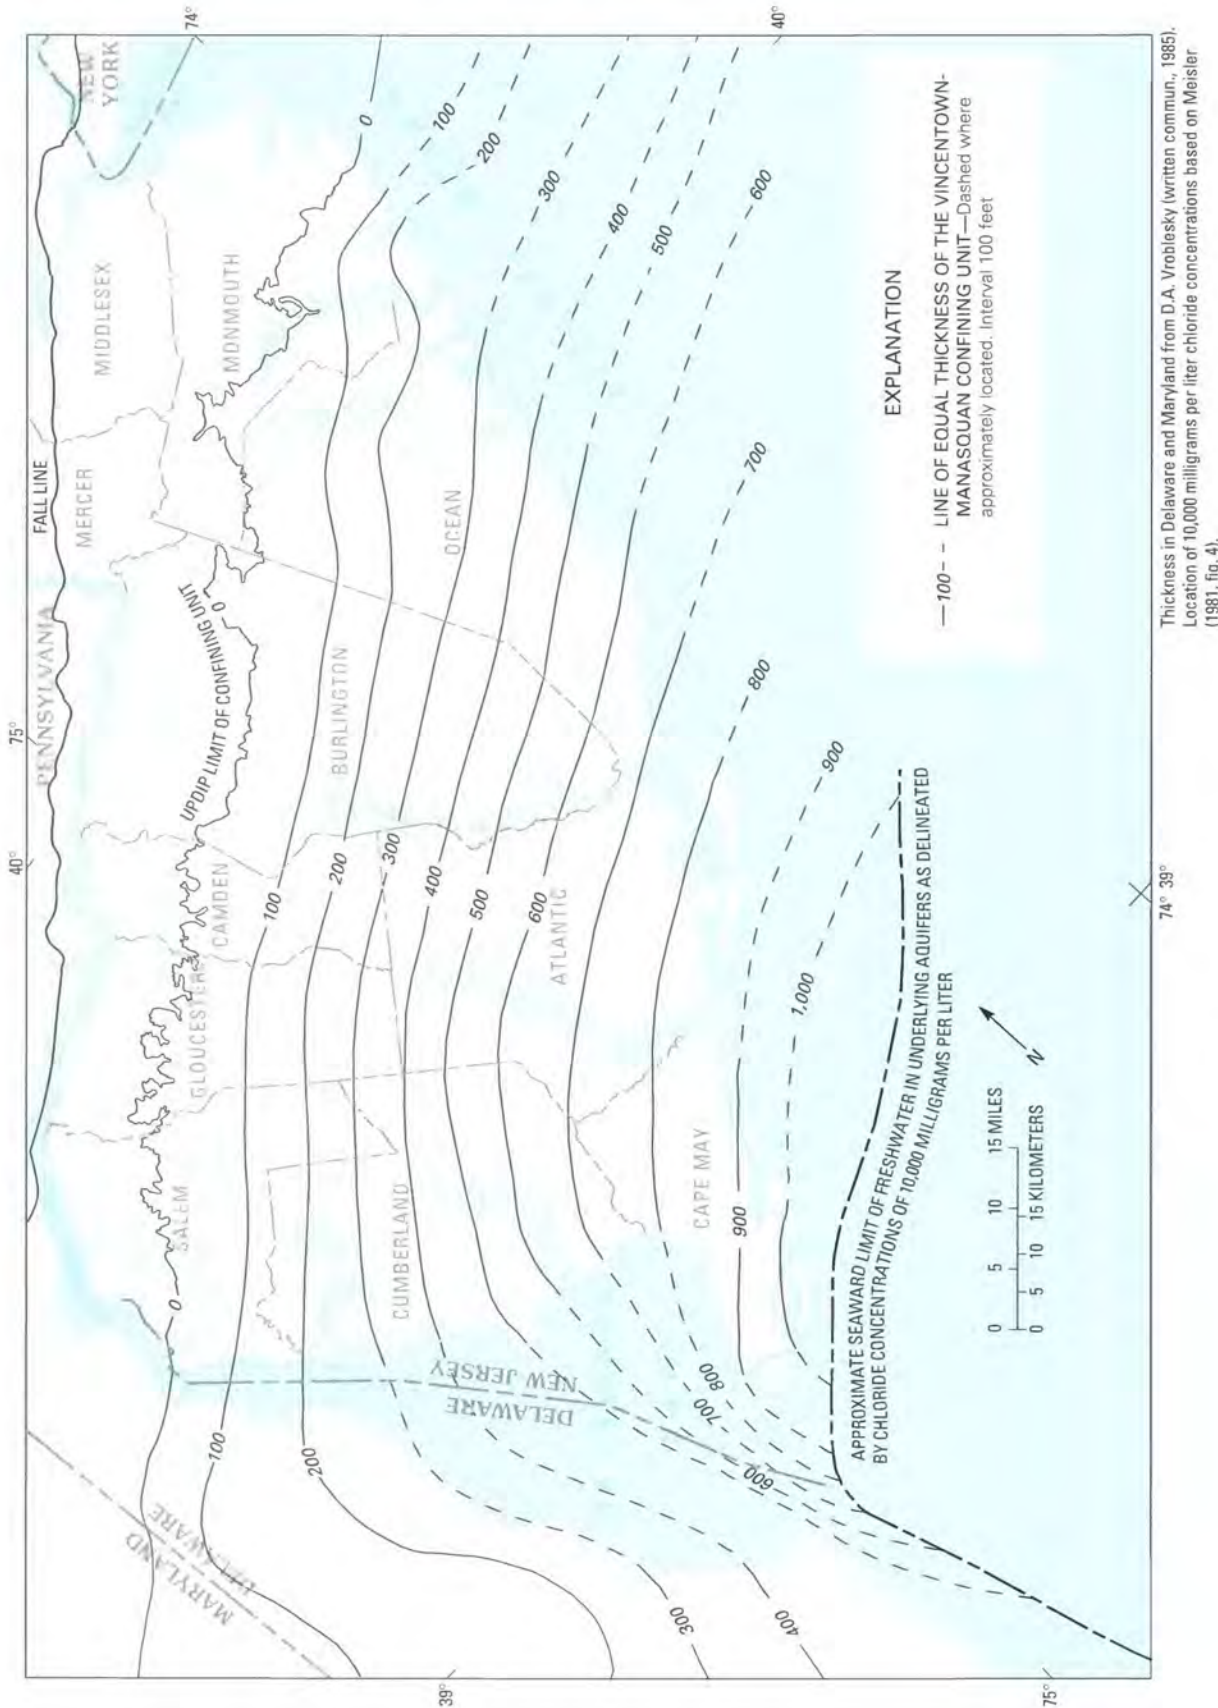 75°
40°
74°
NEW
YORK
FALL LINE
PENNSYLVANIA
MERCER
MIDDLESEX
MONMOUTH
UPDIP LIMIT OF CONFINING UNIT
0
0
0
SALEM
GLOUCESTER
CAMDEN
BURLINGTON
OCEAN
CUMBERLAND
ATLANTIC
CAPE MAY
MARYLAND
DELAWARE
DELAWARE
NEW JERSEY
100
100
100
200
200
200
300
300
300
400
400
400
500
500
600
600
600
700
700
800
800
900
900
1,000
APPROXIMATE SEAWARD LIMIT OF FRESHWATER IN UNDERLYING AQUIFERS AS DELINEATED
BY CHLORIDE CONCENTRATIONS OF 10,000 MILLIGRAMS PER LITER
N
0 5 10 15 MILES
0 5 10 15 KILOMETERS
EXPLANATION
—100– – LINE OF EQUAL THICKNESS OF THE VINCENTOWN-
MANASQUAN CONFINING UNIT—Dashed where
approximately located. Interval 100 feet
39°
75°
74° 39°
40°
Thickness in Delaware and Maryland from D.A. Vroblesky (written commun., 1985).
Location of 10,000 milligrams per liter chloride concentrations based on Meisler
(1981, fig. 4).